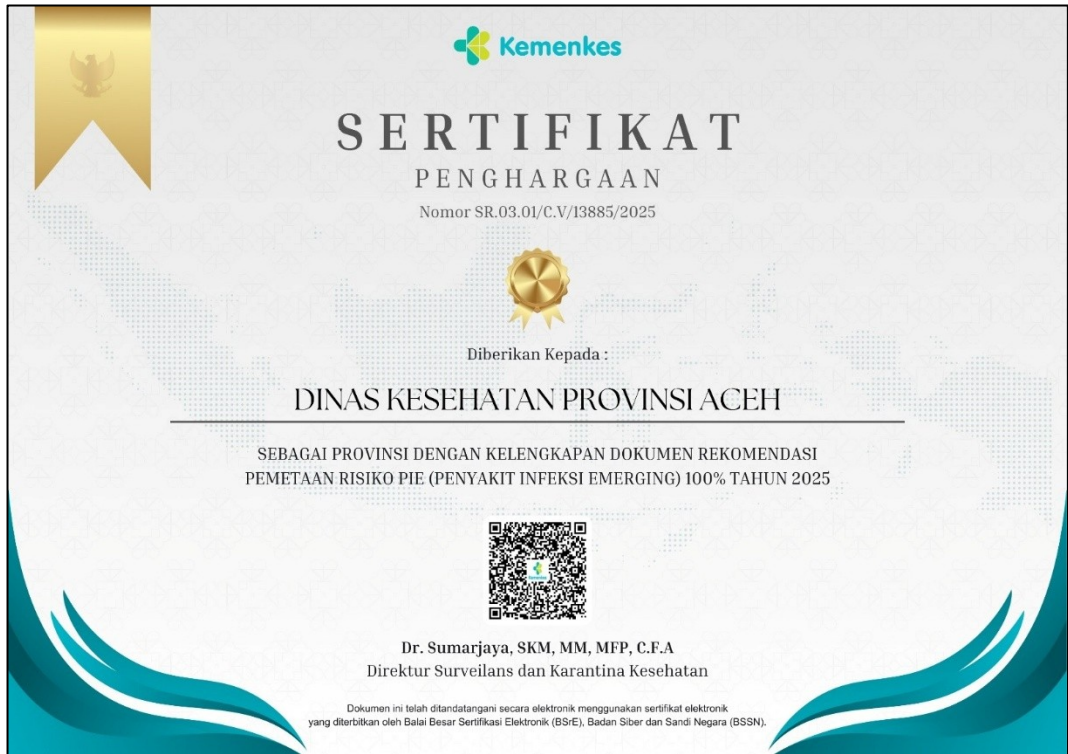 Kemenkes
SERTIFIKAT
PENGHARGAAN
Nomor SR.03.01/C.V/13885/2025
Diberikan Kepada :
DINAS KESEHATAN PROVINSI ACEH
SEBAGAI PROVINSI DENGAN KELENGKAPAN DOKUMEN REKOMENDASI
PEMETAAN RISIKO PIE (PENYAKIT INFEKSI EMERGING) 100% TAHUN 2025
Kemenkes
Dr. Sumarjaya, SKM, MM, MFP, C.F.A
Direktur Surveilans dan Karantina Kesehatan
Dokumen ini telah ditandatangani secara elektronik menggunakan sertifikat elektronik
yang diterbitkan oleh Balai Besar Sertifikasi Elektronik (BSrE), Badan Siber dan Sandi Negara (BSSN).